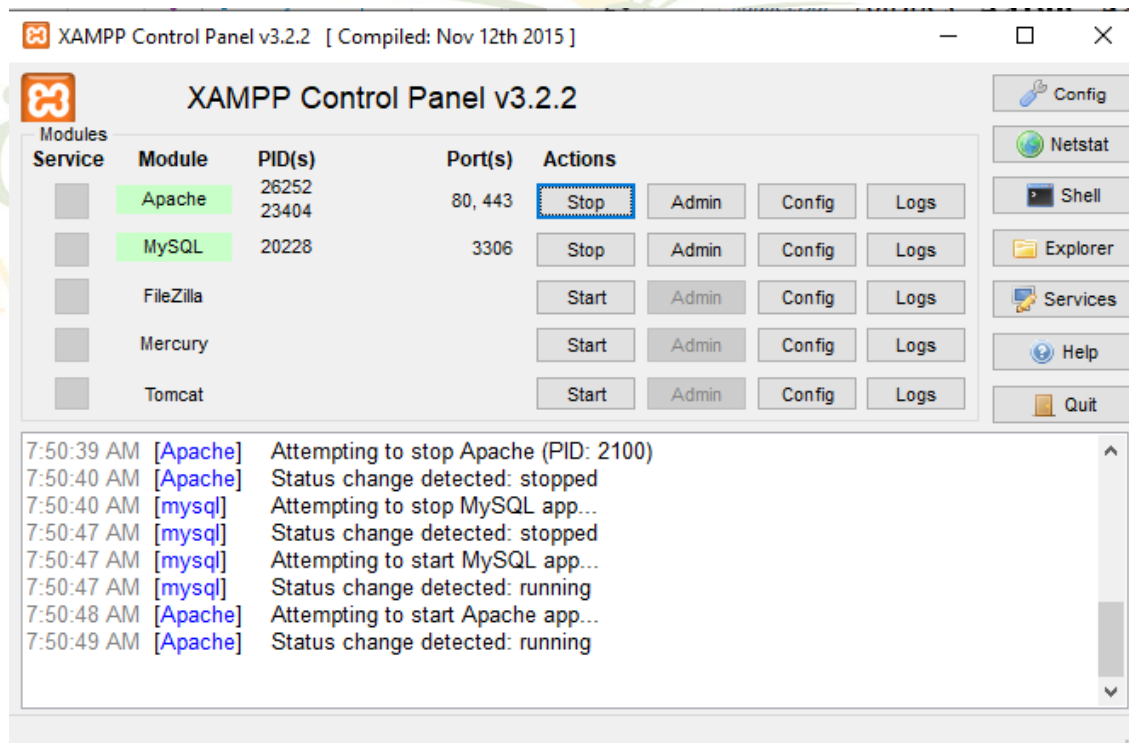 XAMPP Control Panel v3.2.2 [ Compiled: Nov 12th 2015 ]
XAMPP Control Panel v3.2.2
Config
Modules
Netstat
Service Module PID(s) Port(s) Actions
Apache 26252 23404 80, 443 Stop Admin Config Logs
Shell
MySQL 20228 3306 Stop Admin Config Logs
Explorer
FileZilla Start Admin Config Logs
Services
Mercury Start Admin Config Logs
Help
Tomcat Start Admin Config Logs
Quit
7:50:39 AM [Apache] Attempting to stop Apache (PID: 2100)
7:50:40 AM [Apache] Status change detected: stopped
7:50:40 AM [mysql] Attempting to stop MySQL app...
7:50:47 AM [mysql] Status change detected: stopped
7:50:47 AM [mysql] Attempting to start MySQL app...
7:50:47 AM [mysql] Status change detected: running
7:50:48 AM [Apache] Attempting to start Apache app...
7:50:49 AM [Apache] Status change detected: running